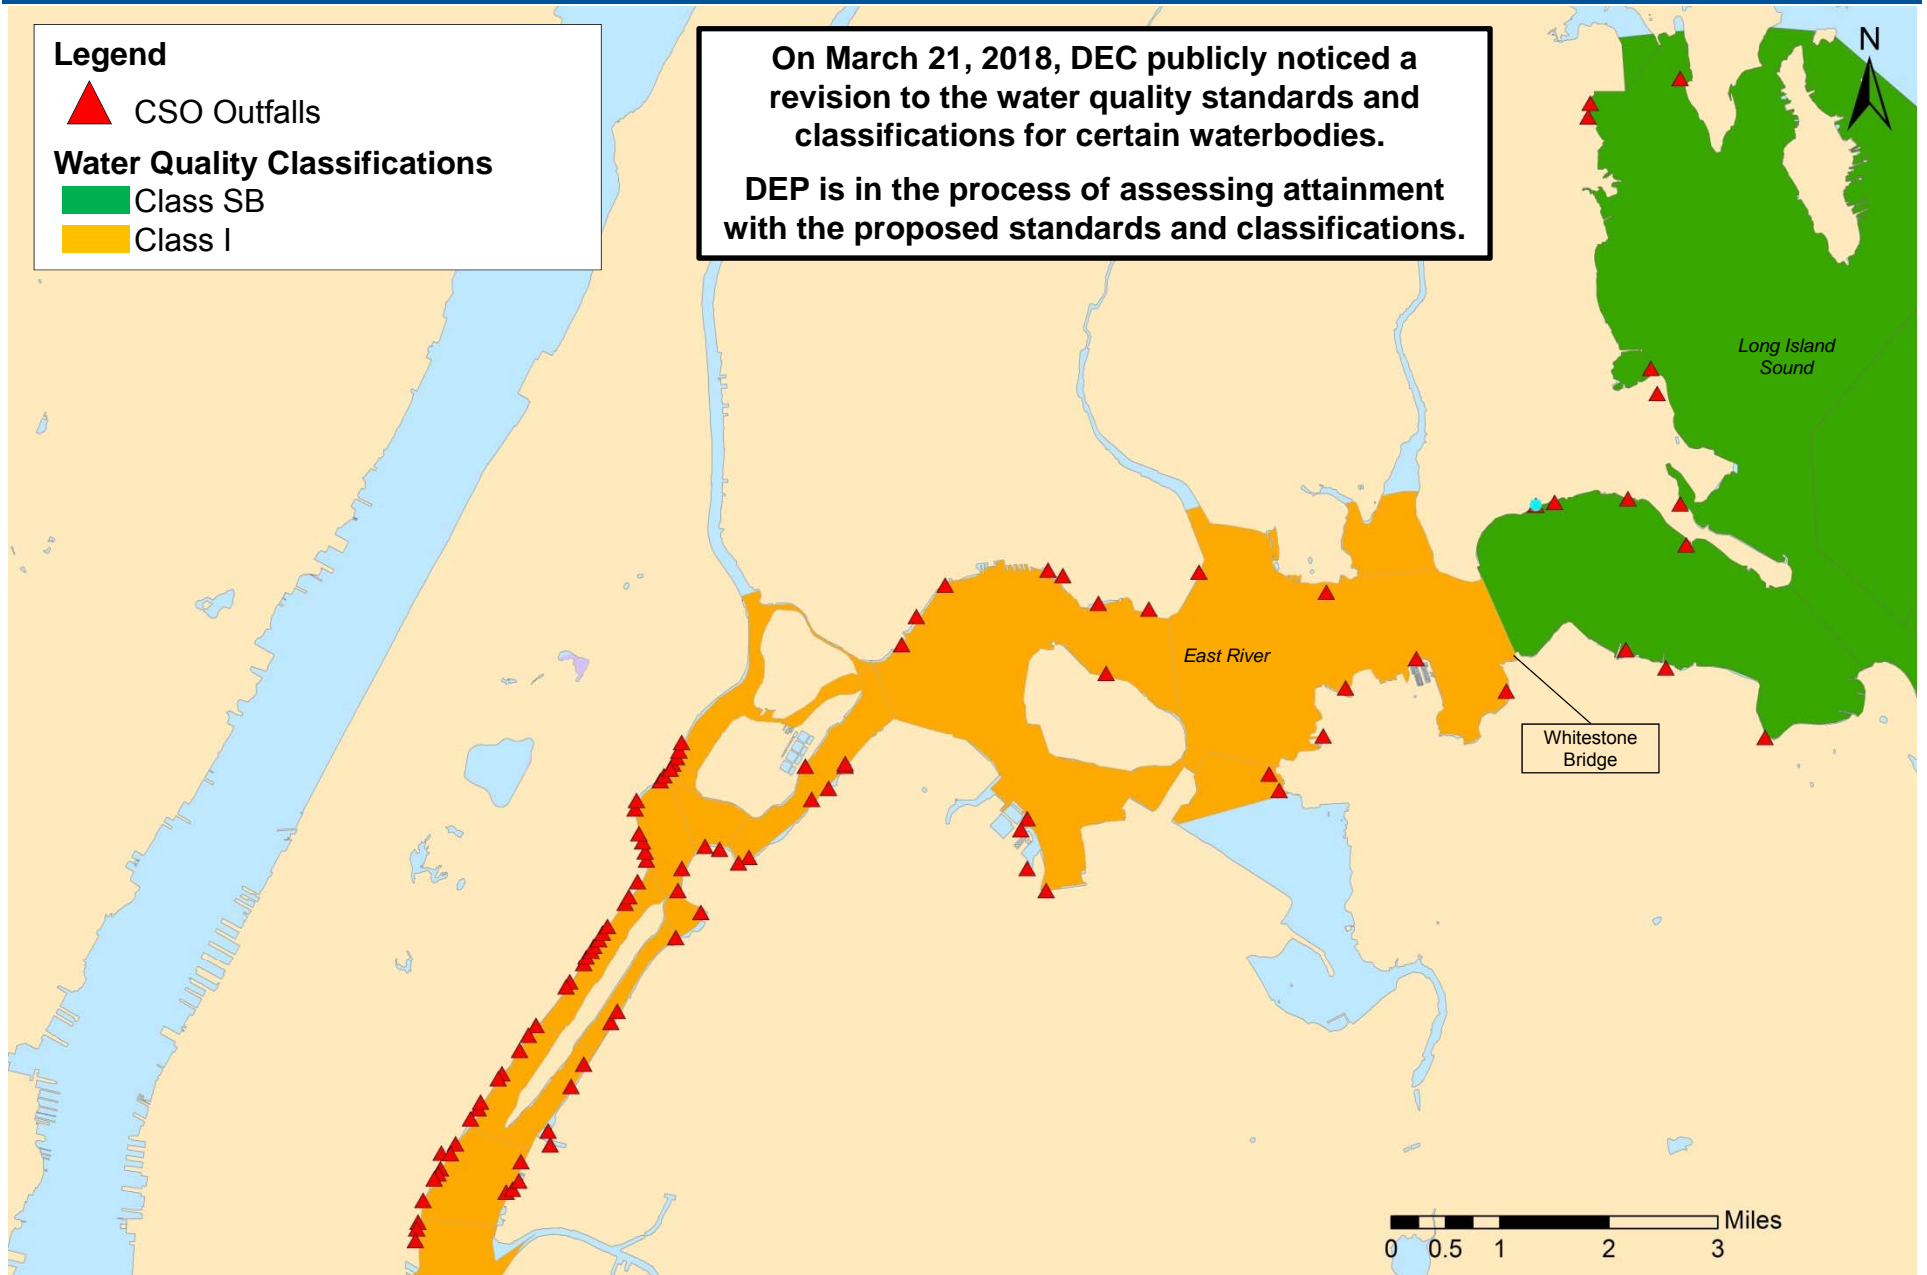 Legend
CSO Outfalls
Water Quality Classifications
Class SB
Class I
On March 21, 2018, DEC publicly noticed a
revision to the water quality standards and
classifications for certain waterbodies.
DEP is in the process of assessing attainment
with the proposed standards and classifications.
N
Long Island
Sound
East River
Whitestone
Bridge
Miles
0 0.5 1 2 3